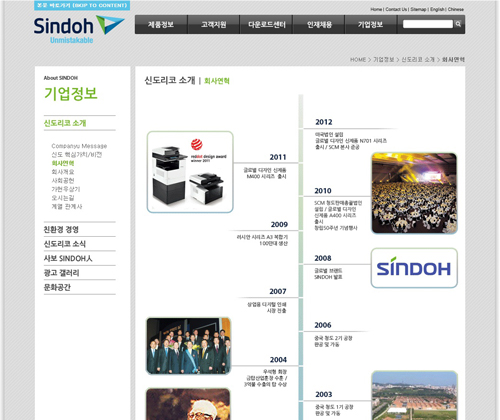 본문 바로가기 (SKIP TO CONTENT)
Sindoh
Unmistakable
Home | Contact Us | Sitemap | English | Chinese
제품정보 고객지원 다운로드센터 인재채용 기업정보
HOME > 기업정보 > 신도리코 소개 > 회사연혁
About SINDOH
기업정보
신도리코 소개
Companyu Message
신도 핵심가치/비전
회사연혁
회사개요
사회공헌
가헌우상기
오시는길
계열 관계사
친환경 경영
신도리코 소식
사보 SINDOH人
광고 갤러리
문화공간
신도리코 소개 | 회사연혁
2012
미국법인 설립
글로벌 디자인 신제품 N701 시리즈
출시 / SCM 본사 준공
reddot design award
winner 2011
2011
글로벌 디자인 신제품
M400 시리즈 출시
2010
SCM 청도판매총괄법인
설립 / 글로벌 디자인
신제품 A400 시리즈
출시
창립50주년 기념행사
2009
러시안 시리즈 A3 복합기
100만대 생산
2008
글로벌 브랜드
SINDOH 발표
SINDOH
2007
상업용 디지털 인쇄
시장 진출
2006
중국 청도 2기 공장
완공 및 가동
2004
우석형 회장
금탑산업훈장 수훈 /
3억불 수출의 탑 수상
2003
중국 청도 1기 공장
완공 및 가동